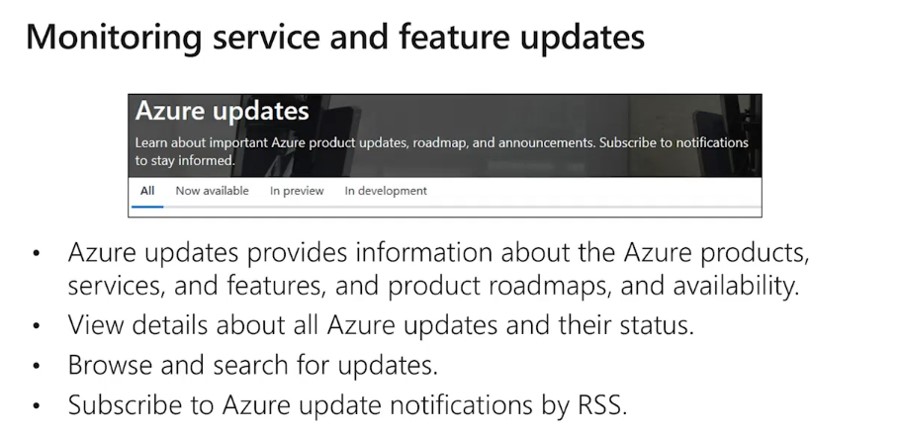 Monitoring service and feature updates
Azure updates
Learn about important Azure product updates, roadmap, and announcements. Subscribe to notifications
to stay informed.
All Now available In preview In development
• Azure updates provides information about the Azure products,
services, and features, and product roadmaps, and availability.
• View details about all Azure updates and their status.
• Browse and search for updates.
• Subscribe to Azure update notifications by RSS.